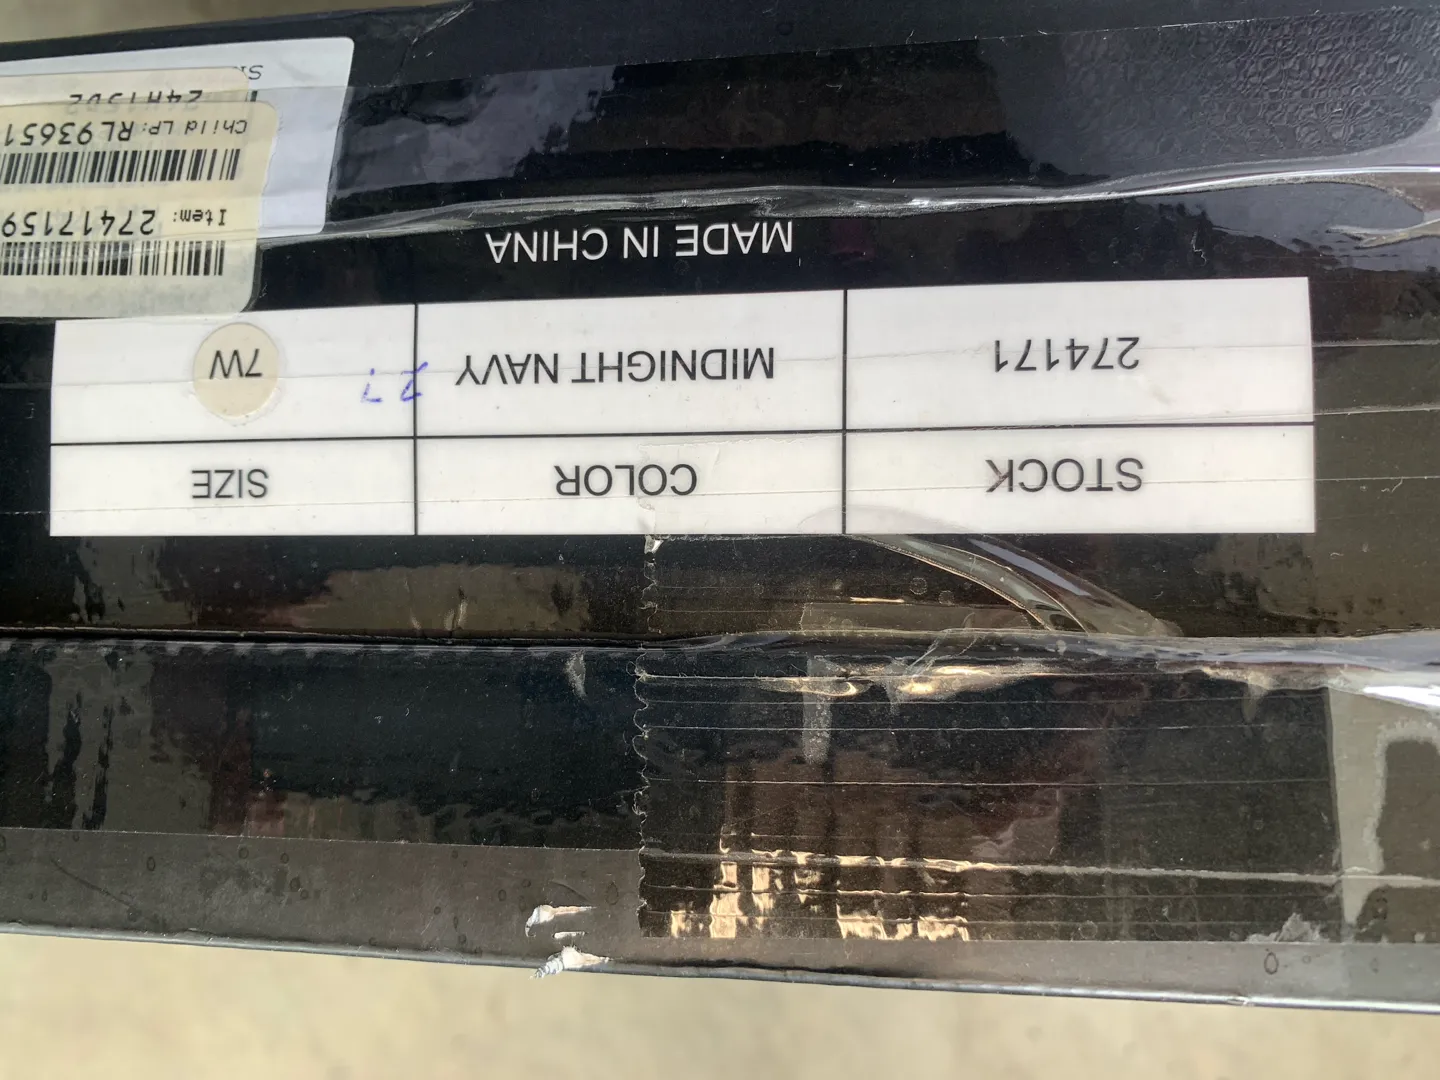 STOCK COLOR SIZE
274171 MIDNIGHT NAVY 7W
MADE IN CHINA
Item: 27417159
Child LP: RL93651